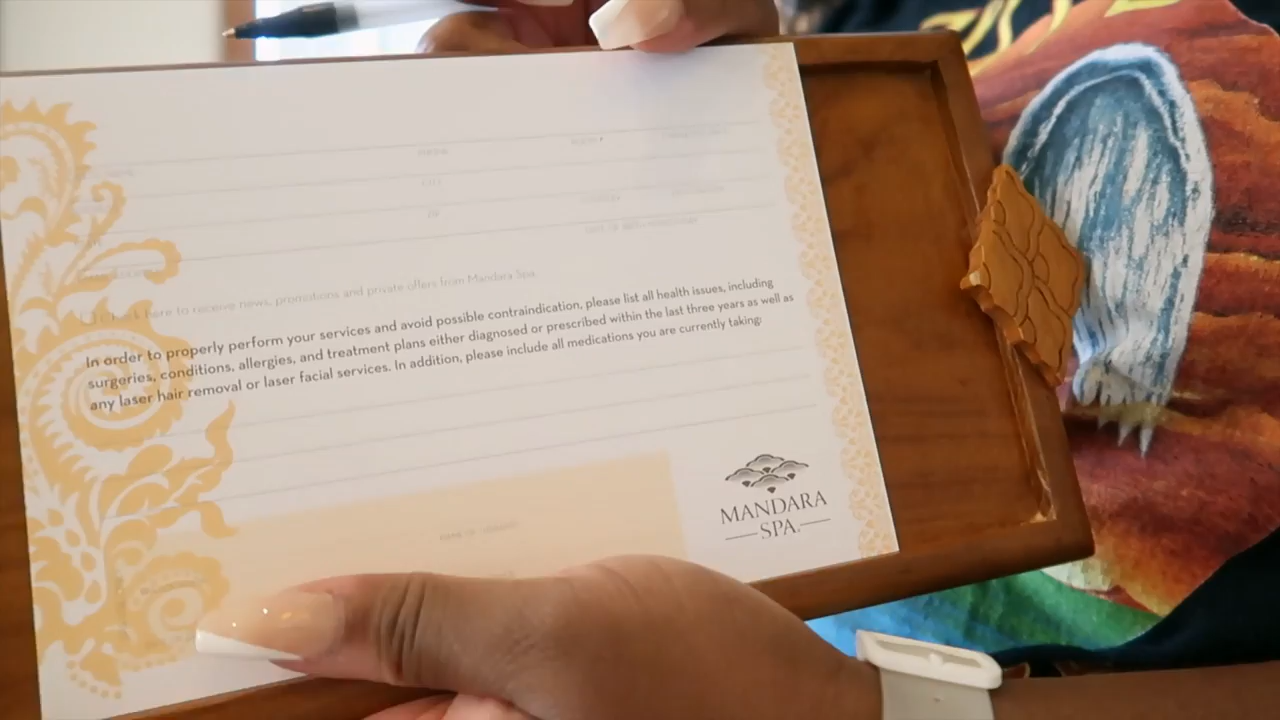 here to receive news, promotions and private offers from Mandara Spa.
In order to properly perform your services and avoid possible contraindication, please list all health issues, including
surgeries, conditions, allergies, and treatment plans either diagnosed or prescribed within the last three years as well as
any laser hair removal or laser facial services. In addition, please include all medications you are currently taking:
MANDARA
SPA.